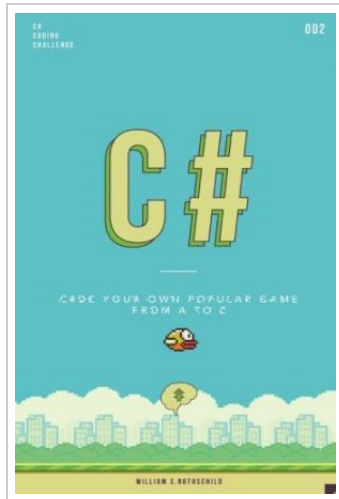 C#
CODING
CHALLENGE
002
C#
CODE YOUR OWN POPULAR GAME
FROM A TO Z
WILLIAM S.ROTHSCHILD